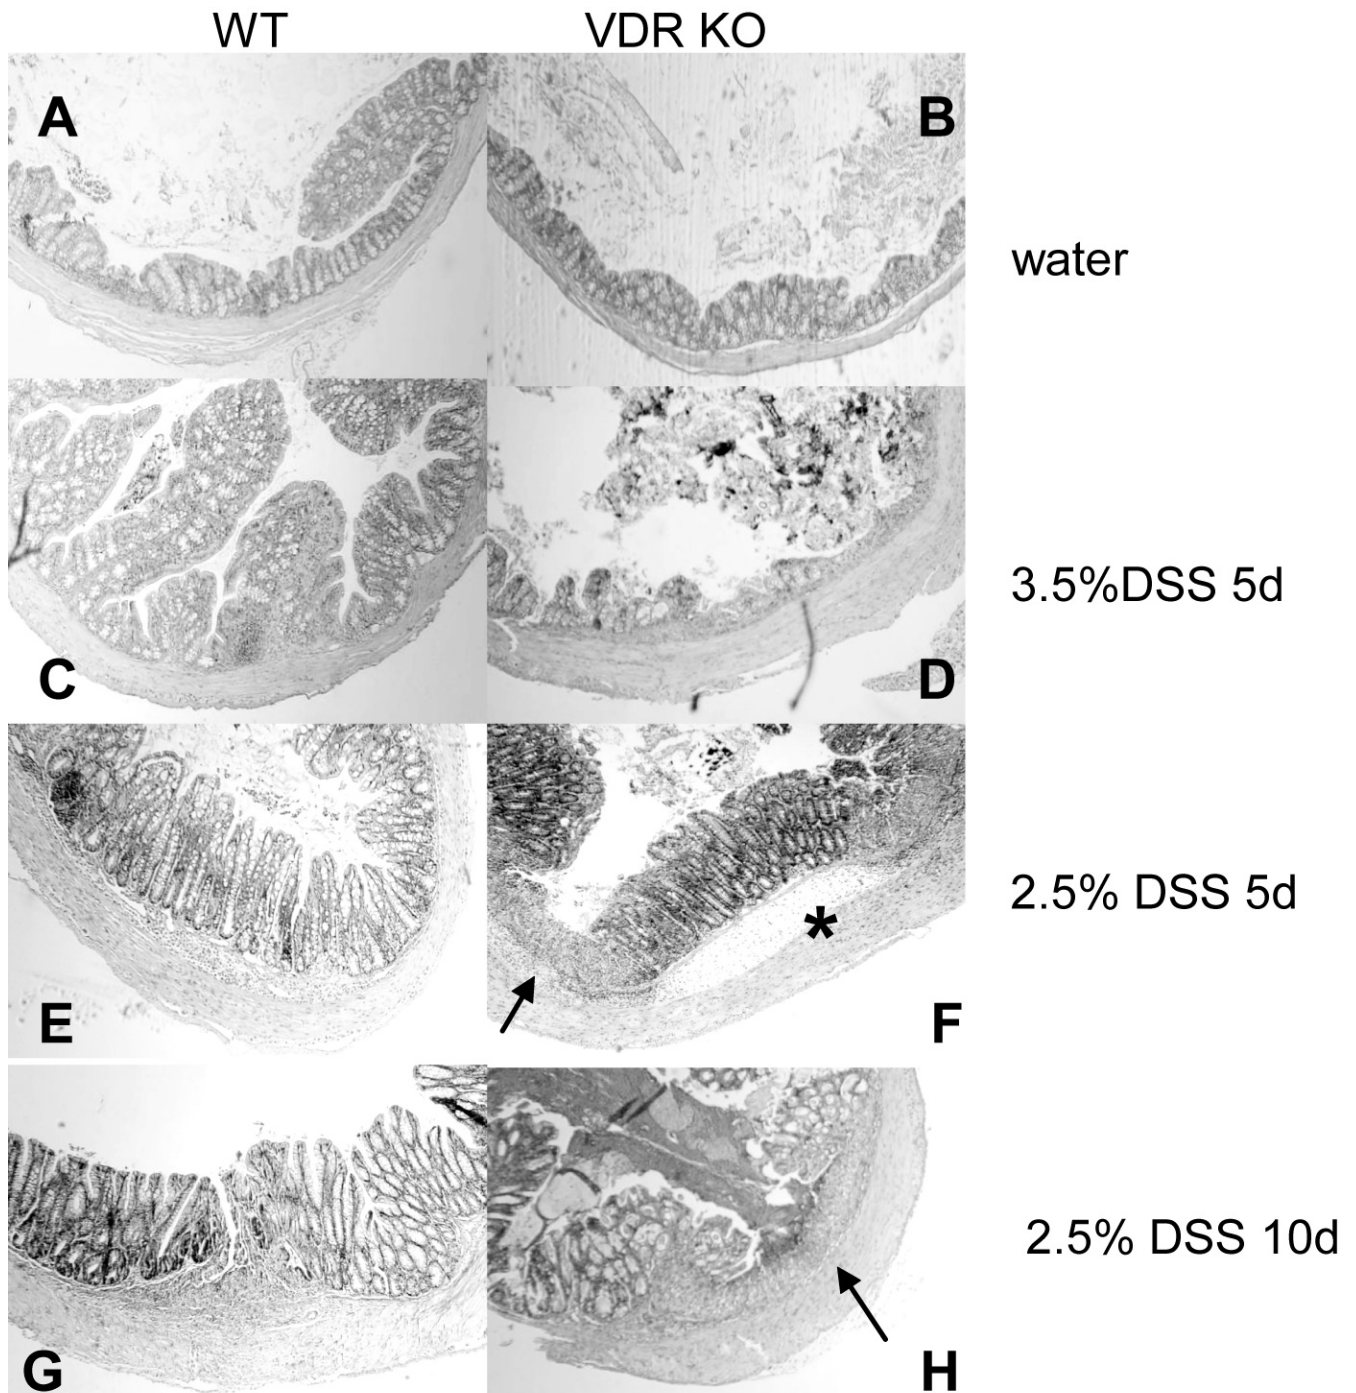 WT VDR KO
A B
water
C D
3.5%DSS 5d
E F
*
2.5% DSS 5d
G H
2.5% DSS 10d